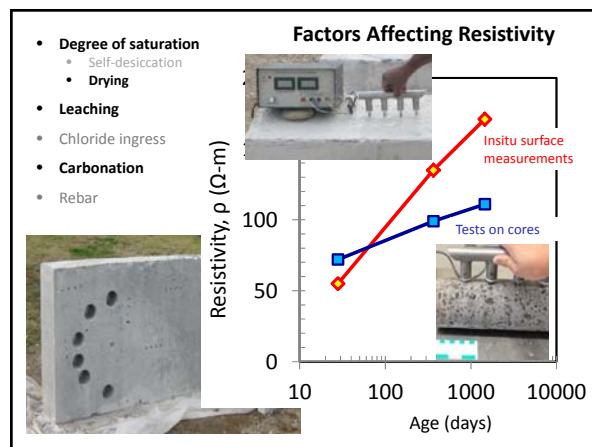 Factors Affecting Resistivity
• Degree of saturation
• Self-desiccation
• Drying
• Leaching
• Chloride ingress
• Carbonation
• Rebar
Resistivity, ρ (Ω-m)
100
50
0
10
100
1000
10000
Age (days)
Insitu surface
measurements
Tests on cores